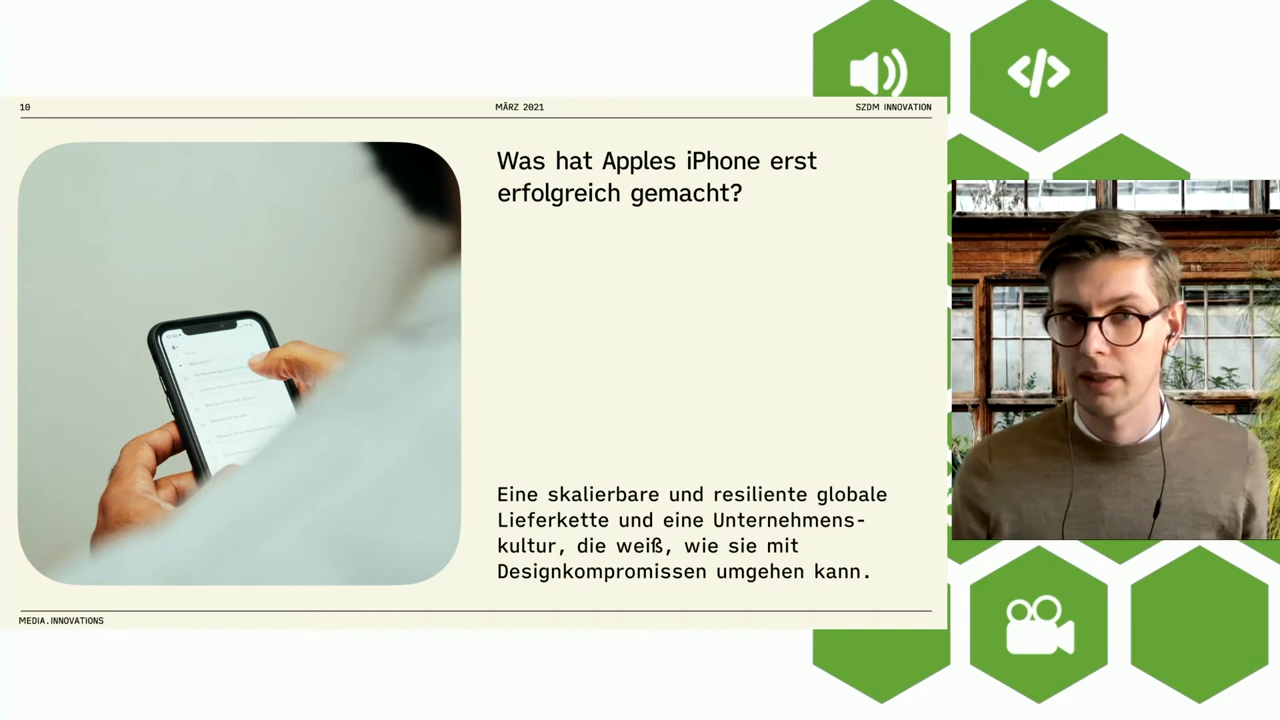 10
MÄRZ 2021
SZDM INNOVATION
Was hat Apples iPhone erst
erfolgreich gemacht?
Eine skalierbare und resiliente globale
Lieferkette und eine Unternehmens-
kultur, die weiß, wie sie mit
Designkompromissen umgehen kann.
MEDIA.INNOVATIONS